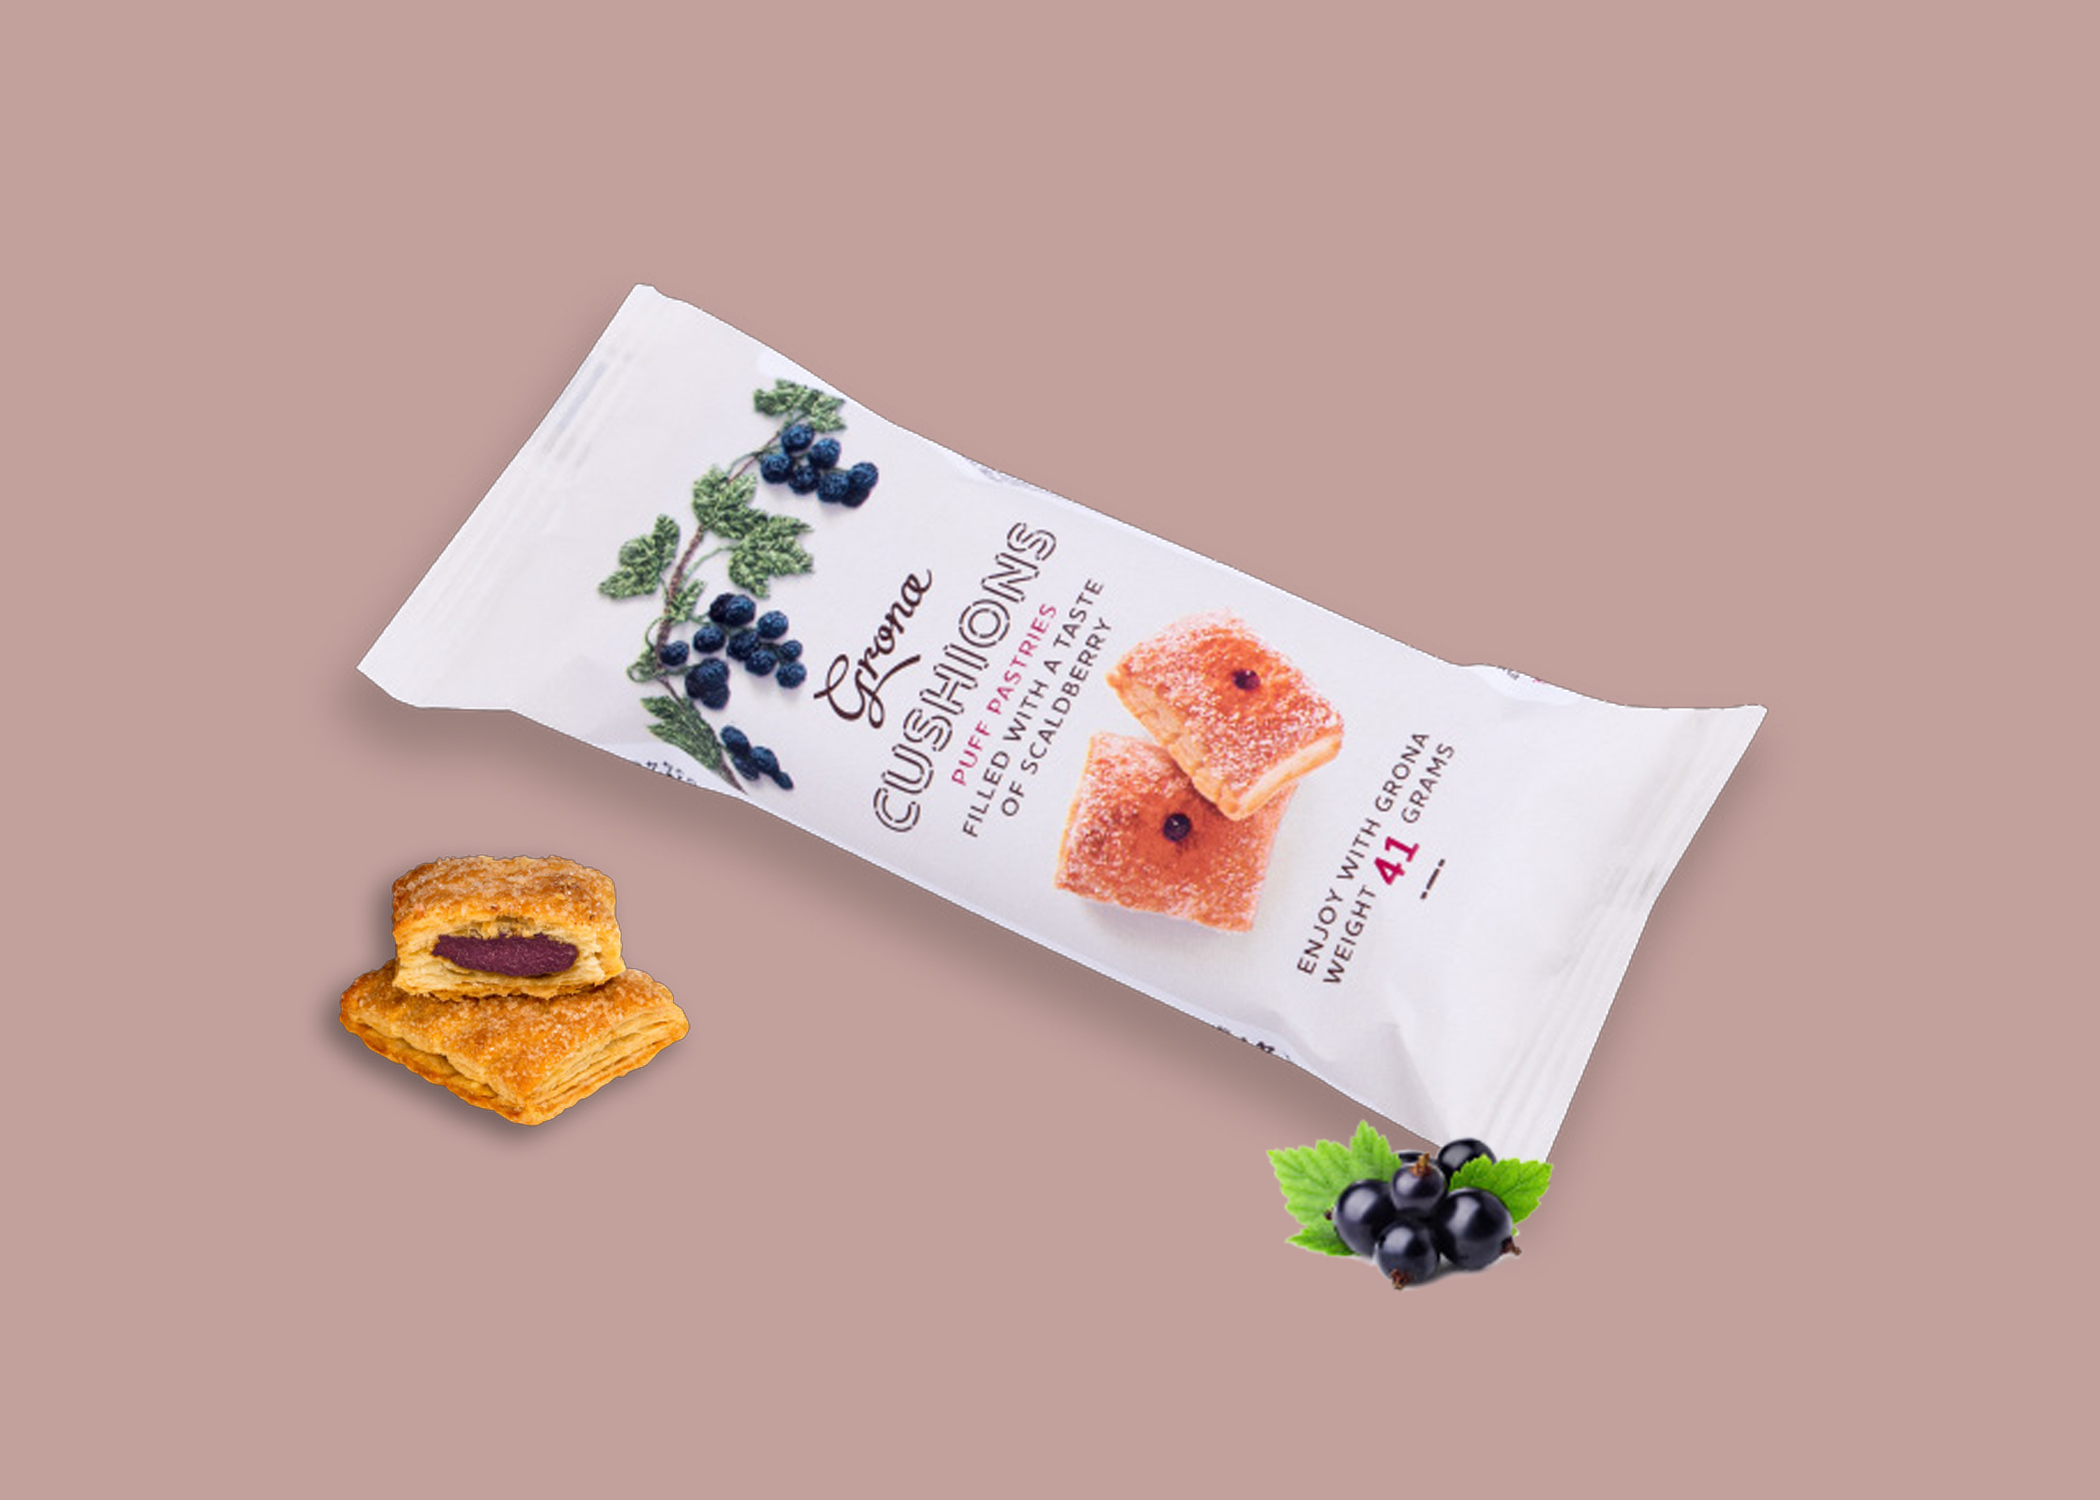 Grona
CUSHIONS
PUFF PASTRIES
FILLED WITH A TASTE
OF SCALDBERRY
ENJOY WITH GRONA
WEIGHT 41 GRAMS